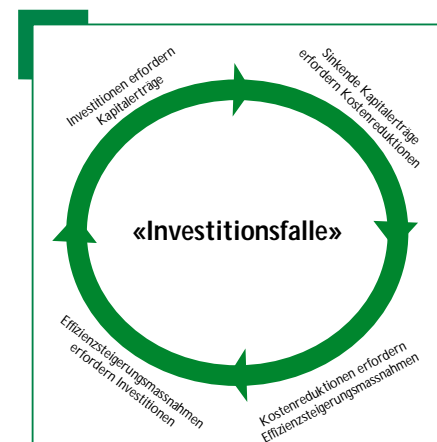 Investitionen erfordern
Kapitalerträge
Sinkende Kapitalerträge
erfordern Kostenreduktionen
«Investitionsfalle»
Effizienzsteigerungsmassnahmen
erfordern Investitionen
Kostenreduktionen erfordern
Effizienzsteigerungsmassnahmen